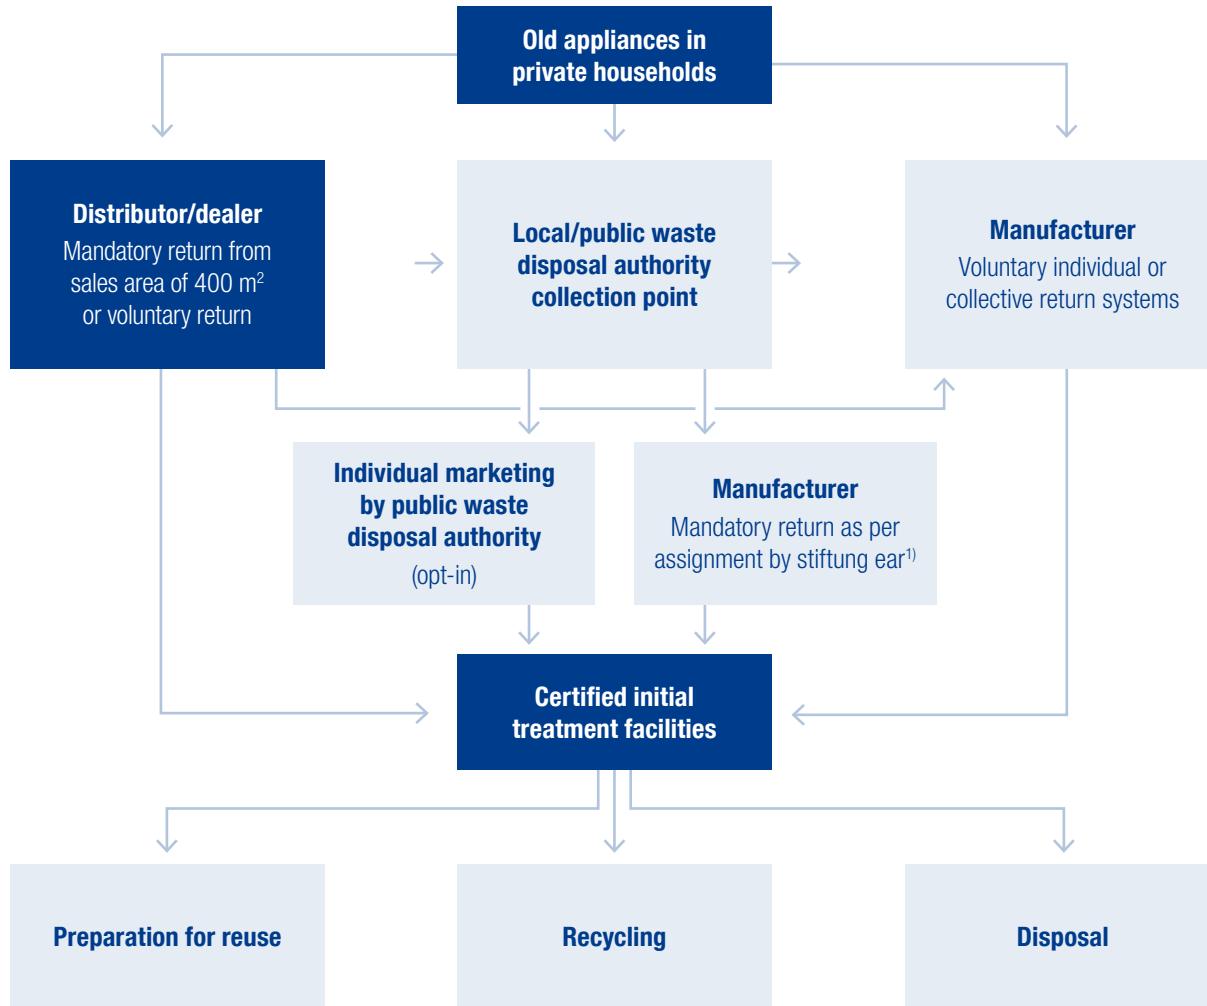 Old appliances in
private households
Distributor/dealer
Mandatory return from
sales area of 400 m²
or voluntary return
Local/public waste
disposal authority
collection point
Manufacturer
Voluntary individual or
collective return systems
Individual marketing
by public waste
disposal authority
(opt-in)
Manufacturer
Mandatory return as per
assignment by stiftung ear¹⁾
Certified initial
treatment facilities
Preparation for reuse
Recycling
Disposal